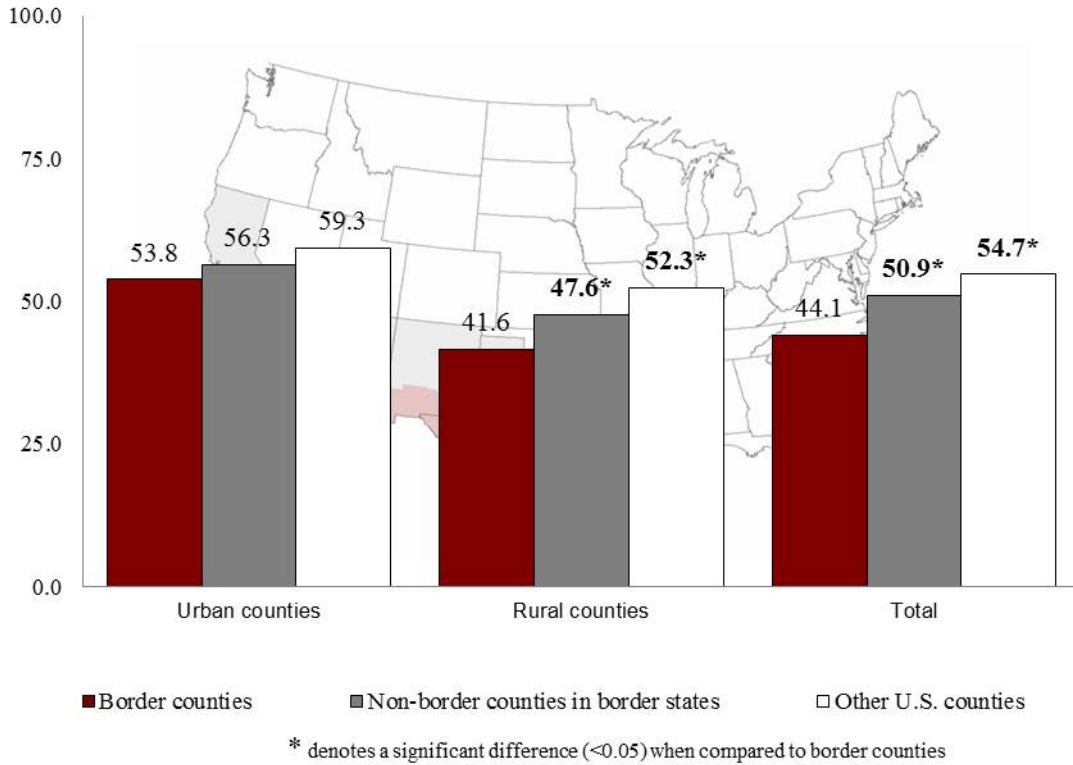 100.0
75.0
50.0
25.0
0.0
53.8
56.3
59.3
41.6
47.6*
52.3*
44.1
50.9*
54.7*
Urban counties
Rural counties
Total
Border counties
Non-border counties in border states
Other U.S. counties
* denotes a significant difference (<0.05) when compared to border counties